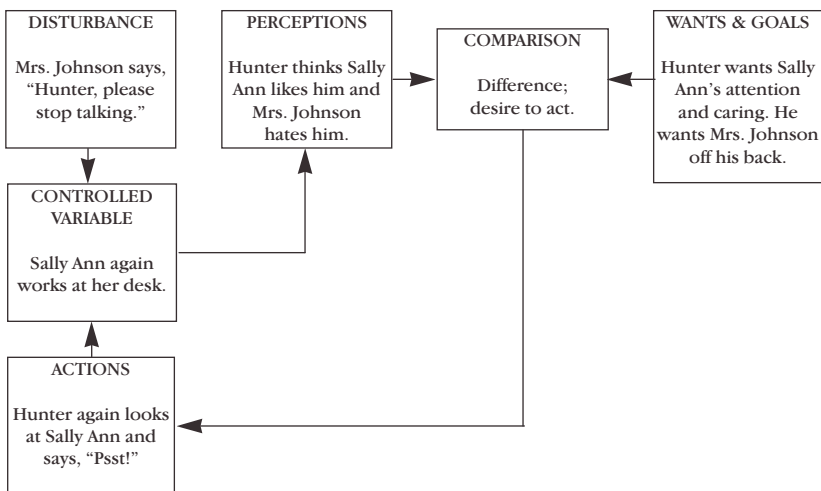 DISTURBANCE
Mrs. Johnson says,
“Hunter, please
stop talking.”
PERCEPTIONS
Hunter thinks Sally
Ann likes him and
Mrs. Johnson
hates him.
COMPARISON
Difference;
desire to act.
WANTS & GOALS
Hunter wants Sally
Ann’s attention
and caring. He
wants Mrs. Johnson
off his back.
CONTROLLED
VARIABLE
Sally Ann again
works at her desk.
ACTIONS
Hunter again looks
at Sally Ann and
says, “Psst!”